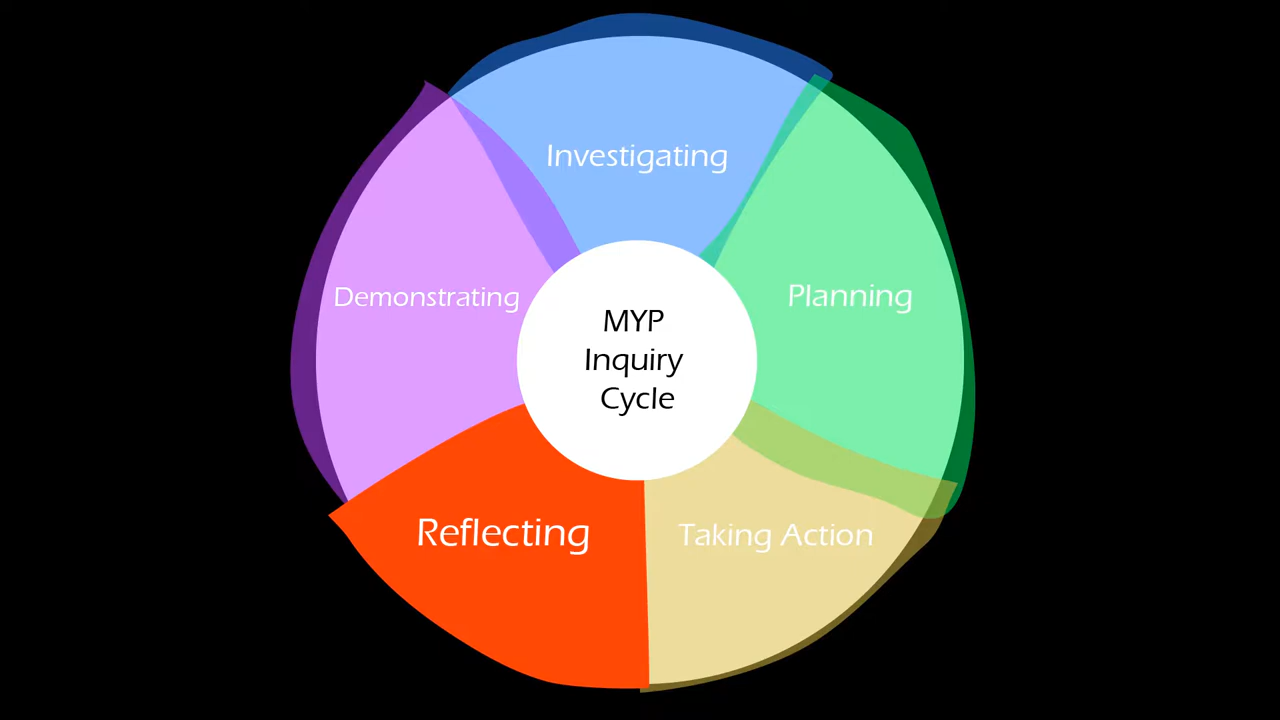 Investigating
Demonstrating
Planning
MYP
Inquiry
Cycle
Reflecting
Taking Action